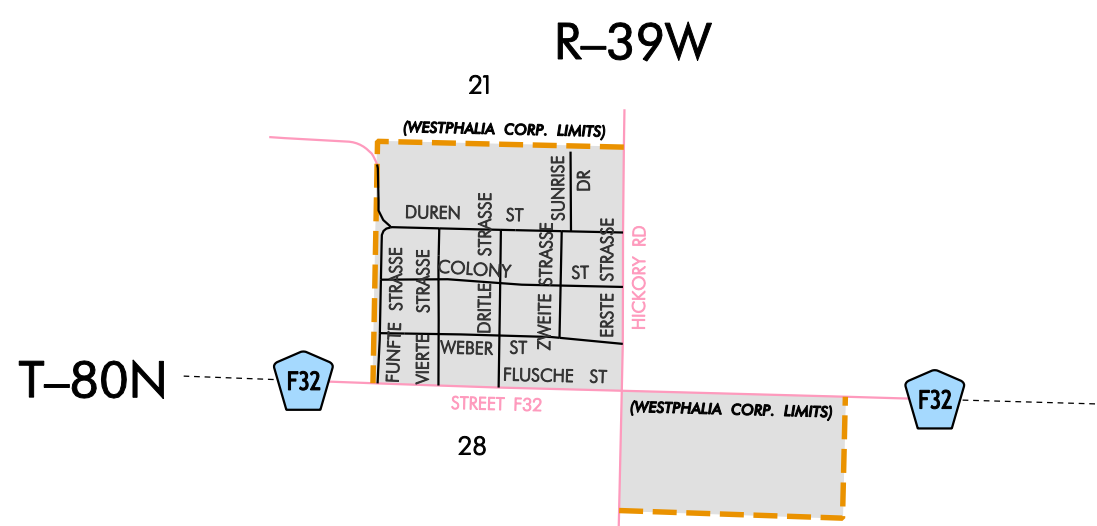 R–39W
21
(WESTPHALIA CORP. LIMITS)
SUNRISE DR
DUREN ST
FUNFTE STRASSE
VIERTE STRASSE
DRITLE STRASSE
ZWEITE STRASSE
ERSTE STRASSE
HICKORY RD
COLONY ST
WEBER ST
FLUSCHE ST
T–80N
F32
STREET F32
(WESTPHALIA CORP. LIMITS)
F32
28